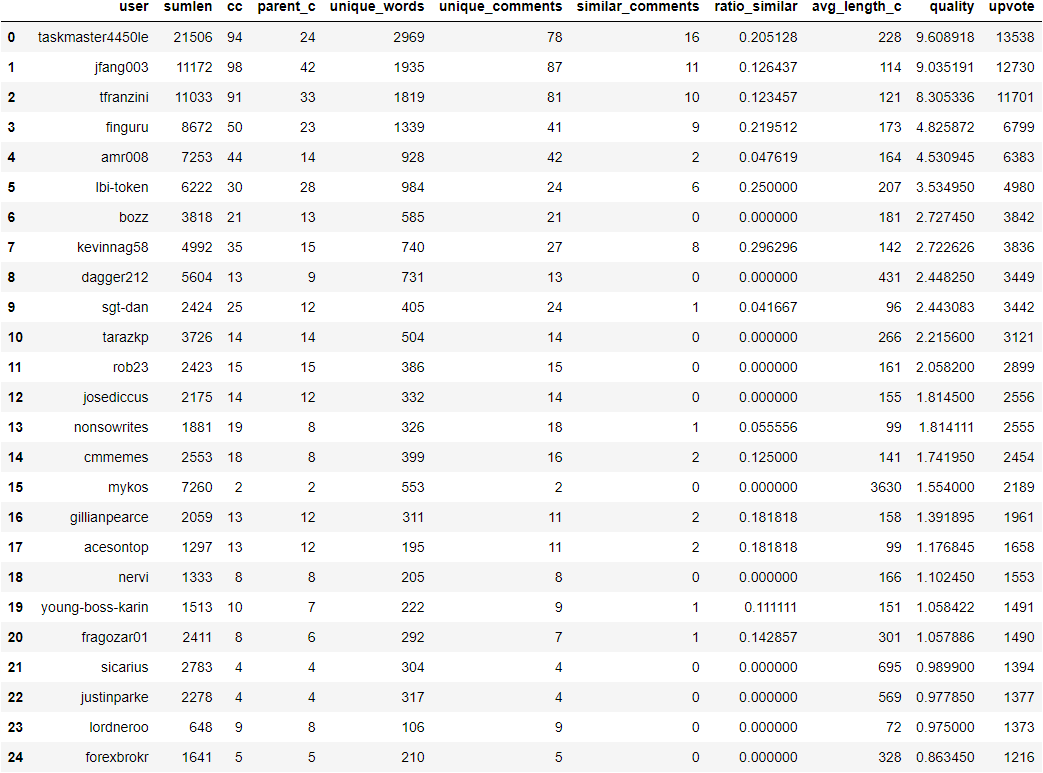 user sumlen cc parent_c unique_words unique_comments similar_comments ratio_similar avg_length_c quality upvote
0 taskmaster4450le 21506 94 24 2969 78 16 0.205128 228 9.608918 13538
1 jfang003 11172 98 42 1935 87 11 0.126437 114 9.035191 12730
2 tfranzini 11033 91 33 1819 81 10 0.123457 121 8.305336 11701
3 finguru 8672 50 23 1339 41 9 0.219512 173 4.825872 6799
4 amr008 7253 44 14 928 42 2 0.047619 164 4.530945 6383
5 lbi-token 6222 30 28 984 24 6 0.250000 207 3.534950 4980
6 bozz 3818 21 13 585 21 0 0.000000 181 2.727450 3842
7 kevinnag58 4992 35 15 740 27 8 0.296296 142 2.722626 3836
8 dagger212 5604 13 9 731 13 0 0.000000 431 2.448250 3449
9 sgt-dan 2424 25 12 405 24 1 0.041667 96 2.443083 3442
10 tarazkp 3726 14 14 504 14 0 0.000000 266 2.215600 3121
11 rob23 2423 15 15 386 15 0 0.000000 161 2.058200 2899
12 josediccus 2175 14 12 332 14 0 0.000000 155 1.814500 2556
13 nonsowrites 1881 19 8 326 18 1 0.055556 99 1.814111 2555
14 cmmemes 2553 18 8 399 16 2 0.125000 141 1.741950 2454
15 mykos 7260 2 2 553 2 0 0.000000 3630 1.554000 2189
16 gillianpearce 2059 13 12 311 11 2 0.181818 158 1.391895 1961
17 acesontop 1297 13 12 195 11 2 0.181818 99 1.176845 1658
18 nervi 1333 8 8 205 8 0 0.000000 166 1.102450 1553
19 young-boss-karin 1513 10 7 222 9 1 0.111111 151 1.058422 1491
20 fragozar01 2411 8 6 292 7 1 0.142857 301 1.057886 1490
21 sicarius 2783 4 4 304 4 0 0.000000 695 0.989900 1394
22 justinparke 2278 4 4 317 4 0 0.000000 569 0.977850 1377
23 lordneroo 648 9 8 106 9 0 0.000000 72 0.975000 1373
24 forexbrokr 1641 5 5 210 5 0 0.000000 328 0.863450 1216